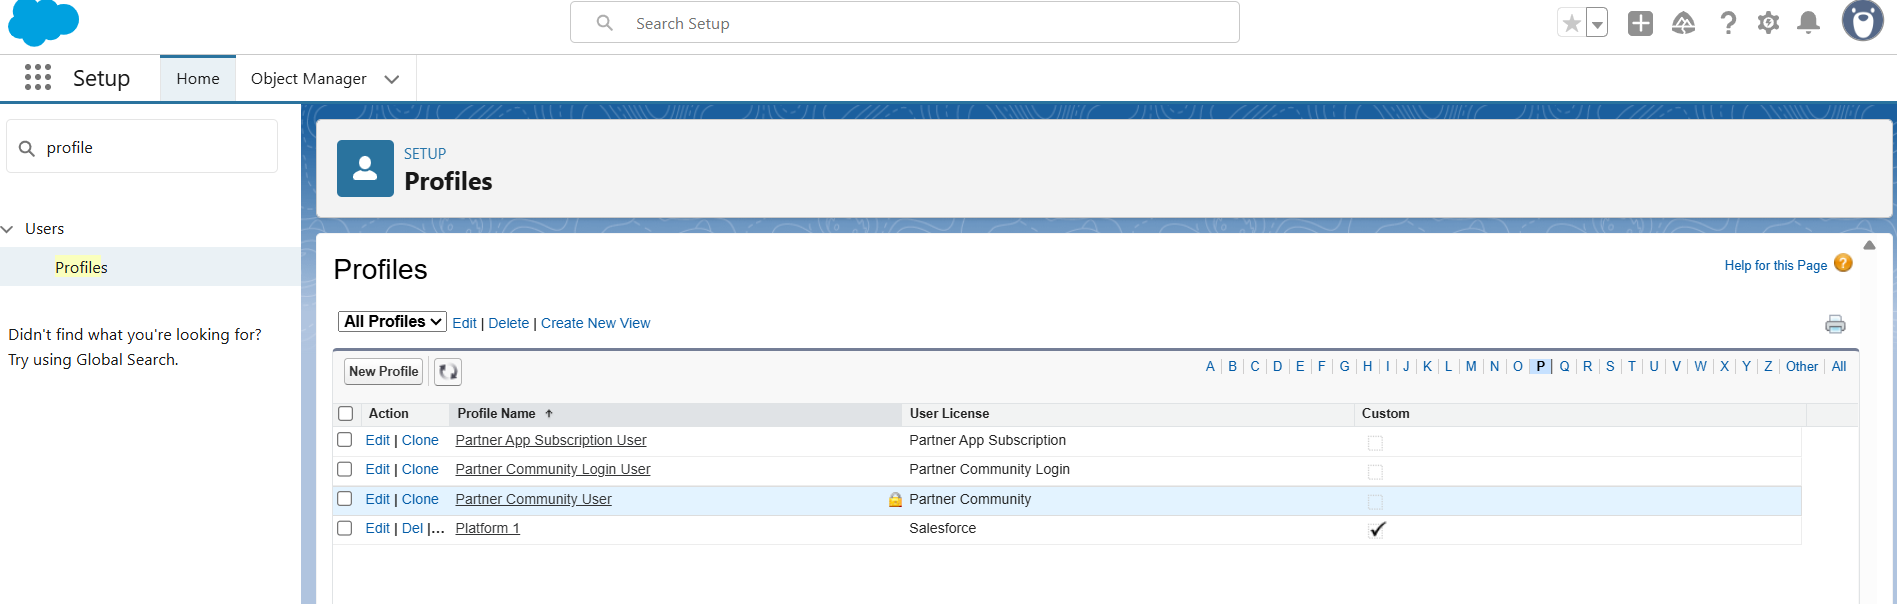 Search Setup
Setup
Home
Object Manager
profile
Users
Profiles
Didn't find what you're looking for?
Try using Global Search.
SETUP
Profiles
Profiles
Help for this Page ?
All Profiles Edit | Delete | Create New View
New Profile
A | B | C | D | E | F | G | H | I | J | K | L | M | N | O | P | Q | R | S | T | U | V | W | X | Y | Z | Other | All
Action Profile Name ↑ User License Custom
Edit | Clone Partner App Subscription User Partner App Subscription
Edit | Clone Partner Community Login User Partner Community Login
Edit | Clone Partner Community User Partner Community
Edit | Del |... Platform 1 Salesforce